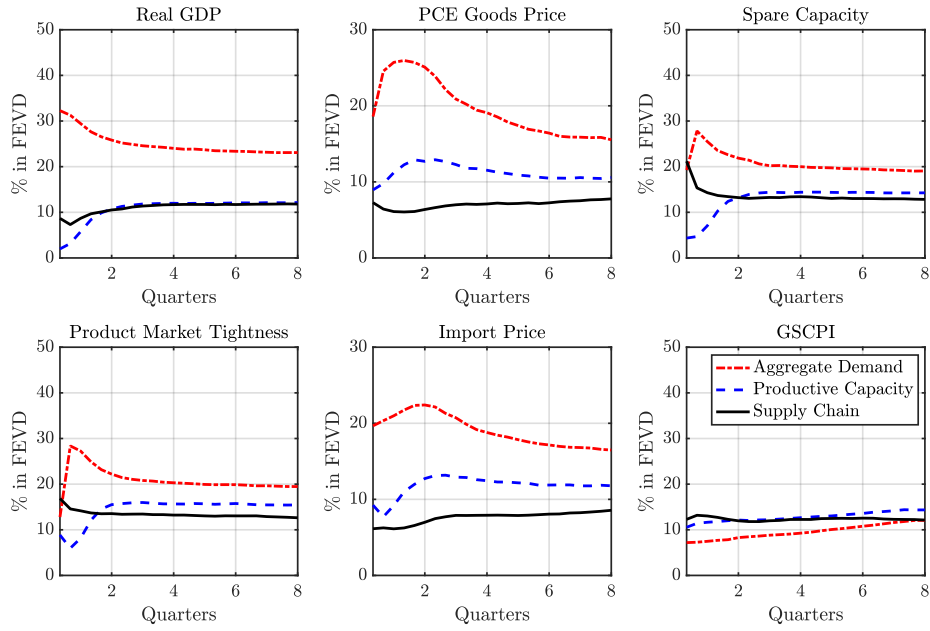 Real GDP
% in FEVD
50
40
30
20
10
0
2 4 6 8
Quarters
PCE Goods Price
% in FEVD
30
20
10
0
2 4 6 8
Quarters
Spare Capacity
% in FEVD
50
40
30
20
10
0
2 4 6 8
Quarters
Product Market Tightness
% in FEVD
50
40
30
20
10
0
2 4 6 8
Quarters
Import Price
% in FEVD
30
20
10
0
2 4 6 8
Quarters
GSCPI
% in FEVD
50
40
30
20
10
0
Aggregate Demand
Productive Capacity
Supply Chain
2 4 6 8
Quarters